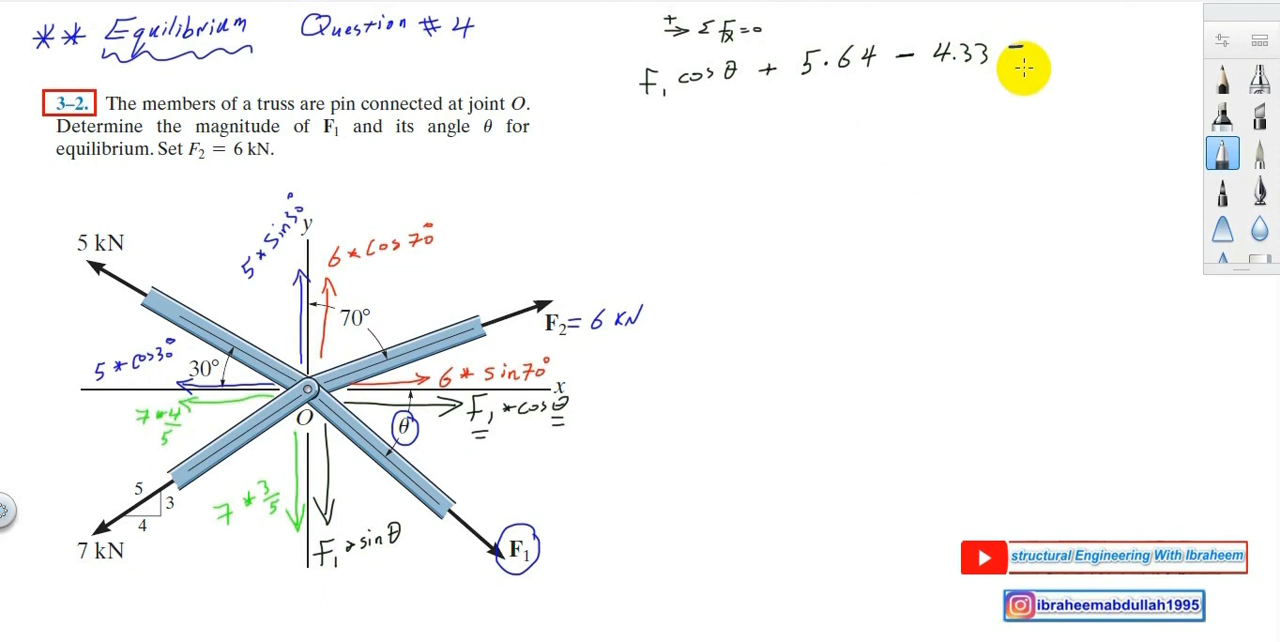 ** Equilibrium Question # 4
3–2. The members of a truss are pin connected at joint O.
Determine the magnitude of F₁ and its angle θ for
equilibrium. Set F₂ = 6 kN.
+→ Σ Fx = 0
F₁ cos θ + 5.64 − 4.33 −
5 kN
5 * Sin 30°
y
6 * Cos 70°
70°
F₂ = 6 KN
5 * Cos 30°
30°
6 * Sin 70°
x
7 * 4/5
O
θ
F₁ * cos θ
5
3
4
7 * 3/5
7 kN
F₁ * sin θ
F₁
structural Engineering With Ibraheem
ibraheemabdullah1995